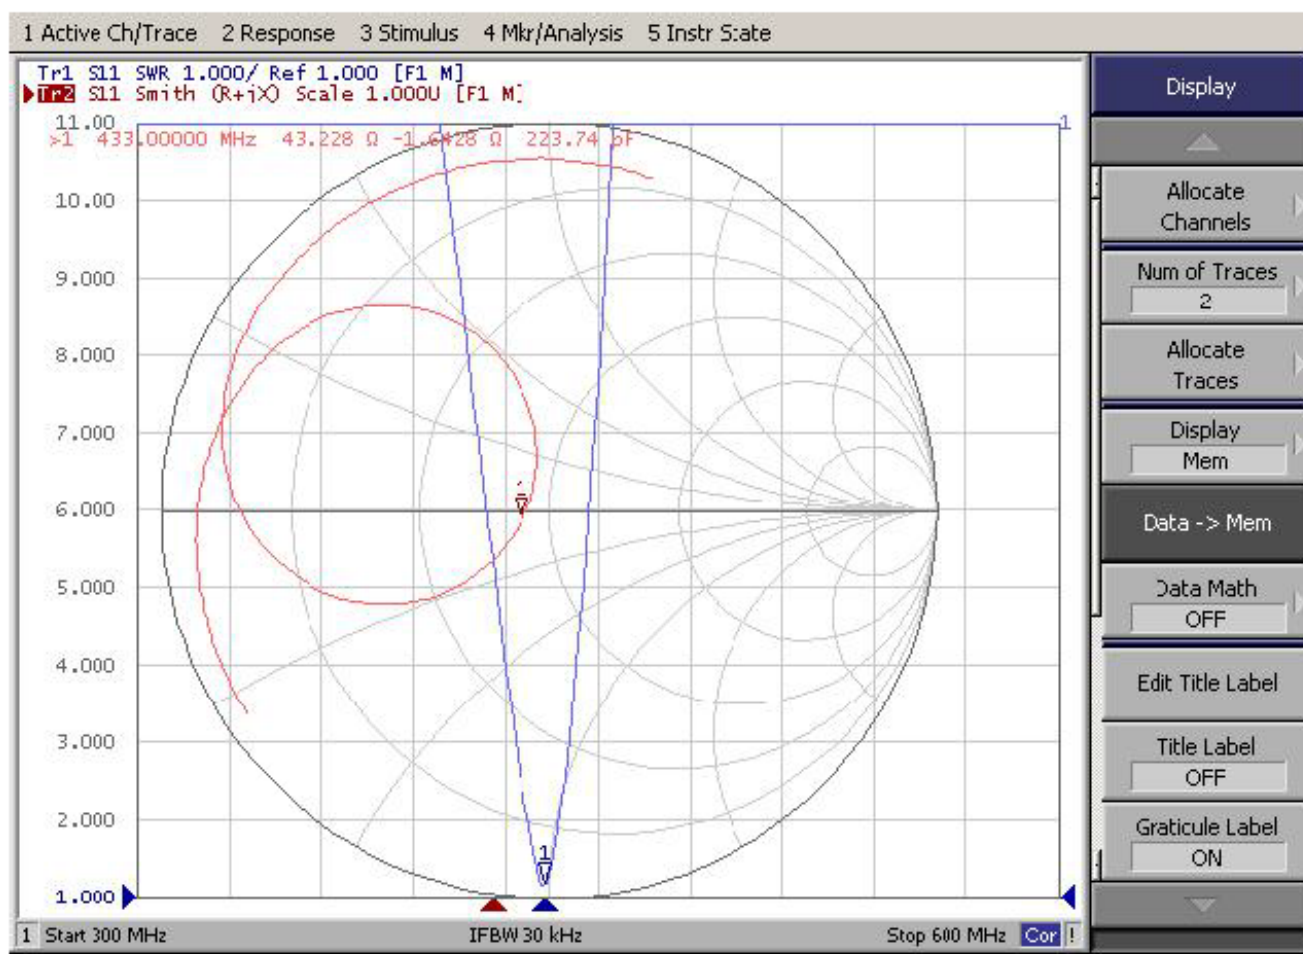 1 Active Ch/Trace 2 Response 3 Stimulus 4 Mkr/Analysis 5 Instr State
Tr1 S11 SWR 1.000/ Ref 1.000 [F1 M]
Tr2 S11 Smith (R+jX) Scale 1.000U [F1 M]
>1 433.00000 MHz 43.228 Ω -1.6428 Ω 223.74 pF
11.00
10.00
9.000
8.000
7.000
6.000
5.000
4.000
3.000
2.000
1.000
1
1
1 Start 300 MHz IFBW 30 kHz Stop 600 MHz Cor !
Display
Allocate
Channels
Num of Traces
2
Allocate
Traces
Display
Mem
Data -> Mem
Data Math
OFF
Edit Title Label
Title Label
OFF
Graticule Label
ON